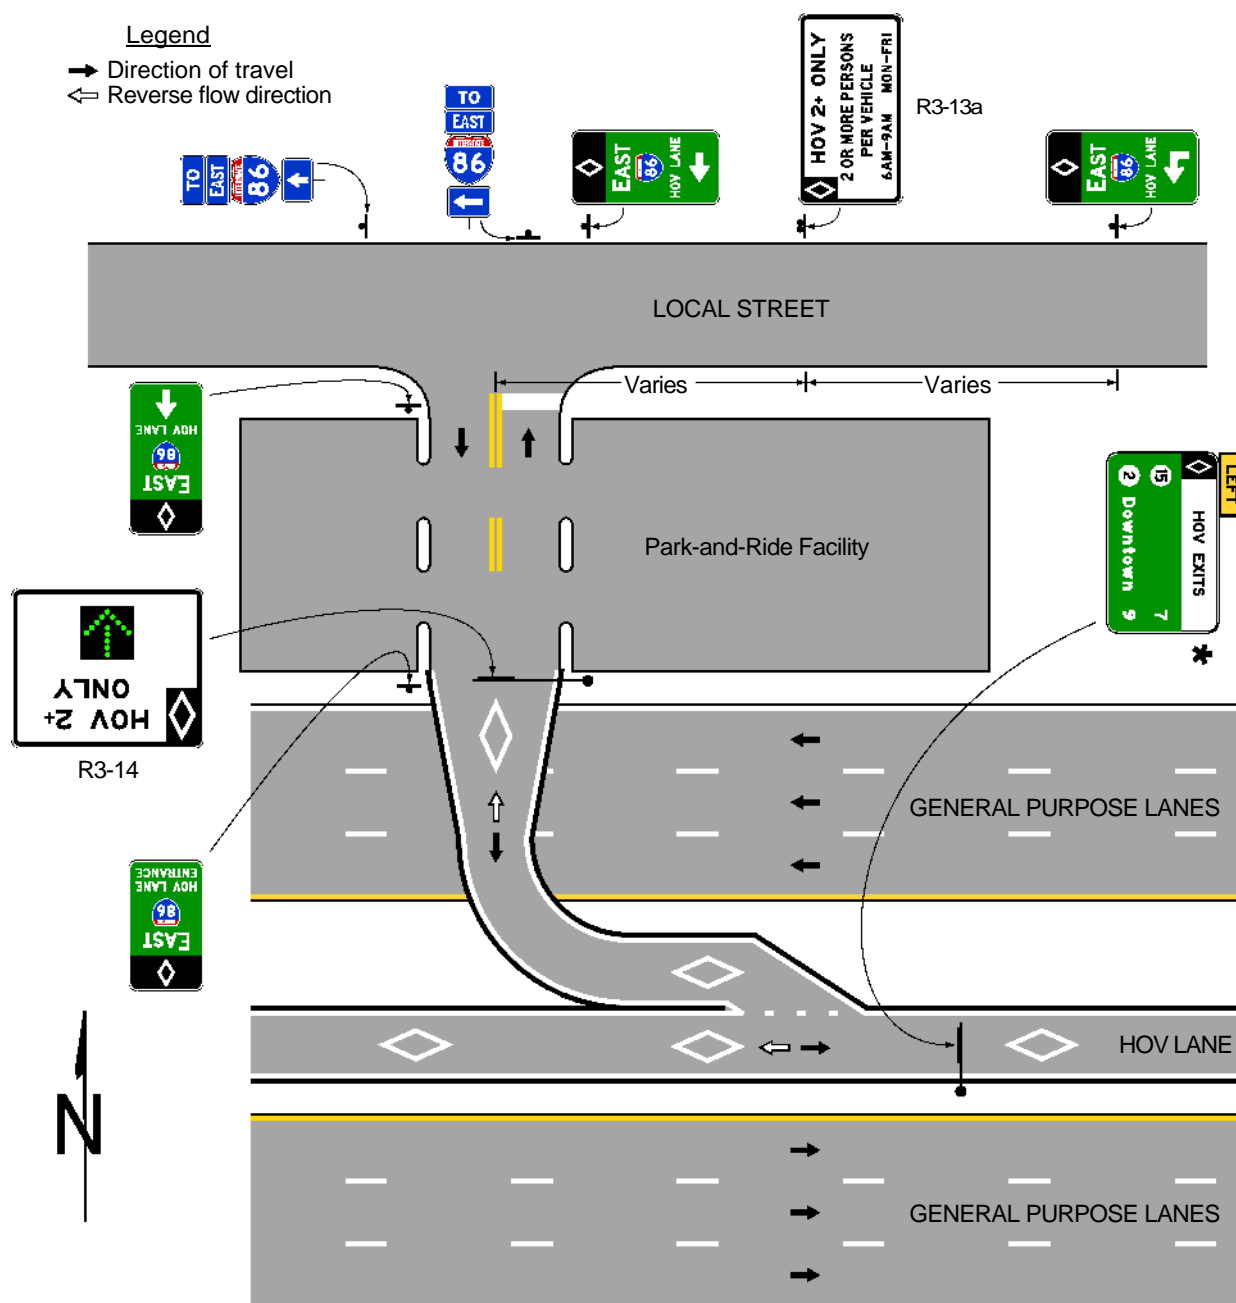 Legend
Direction of travel
Reverse flow direction
TO
EAST
INTERSTATE
86
TO
EAST
INTERSTATE
86
EAST
86
HOV LANE
HOV 2+ ONLY
2 OR MORE PERSONS
PER VEHICLE
6AM-9AM MON-FRI
R3-13a
EAST
86
HOV LANE
LOCAL STREET
Varies
Varies
EAST
86
HOV LANE
Park-and-Ride Facility
LEFT
HOV EXITS
15 7
2 Downtown 9
*
HOV 2+
ONLY
R3-14
GENERAL PURPOSE LANES
EAST
86
HOV LANE
ENTRANCE
HOV LANE
N
GENERAL PURPOSE LANES